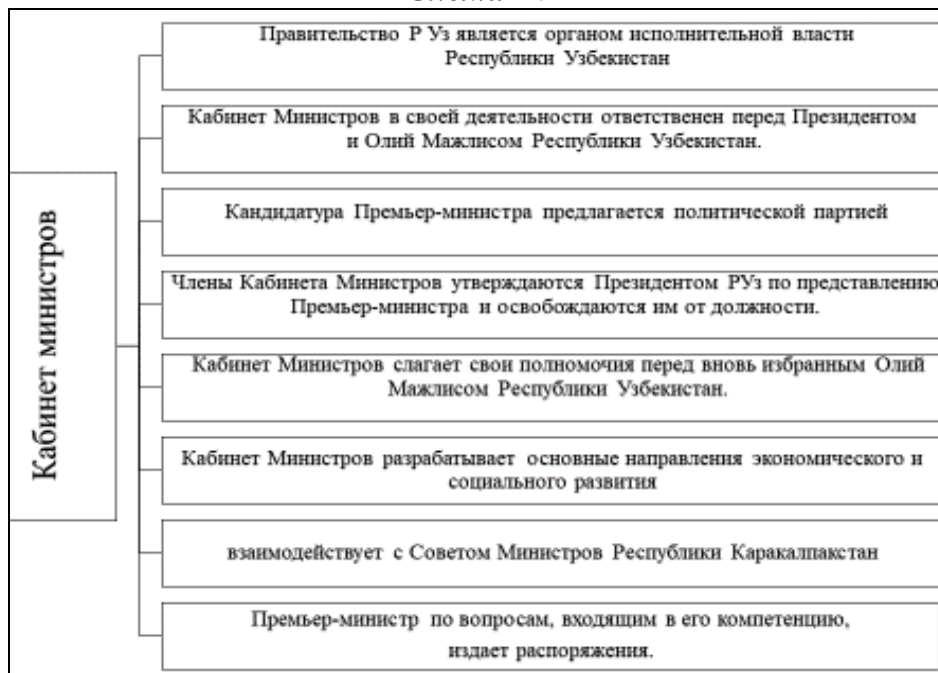 Кабинет министров
Правительство Р Уз является органом исполнительной власти
Республики Узбекистан
Кабинет Министров в своей деятельности ответственен перед Президентом
и Олий Мажлисом Республики Узбекистан.
Кандидатура Премьер-министра предлагается политической партией
Члены Кабинета Министров утверждаются Президентом РУз по представлению
Премьер-министра и освобождаются им от должности.
Кабинет Министров слагает свои полномочия перед вновь избранным Олий
Мажлисом Республики Узбекистан.
Кабинет Министров разрабатывает основные направления экономического и
социального развития
взаимодействует с Советом Министров Республики Каракалпакстан
Премьер-министр по вопросам, входящим в его компетенцию,
издает распоряжения.